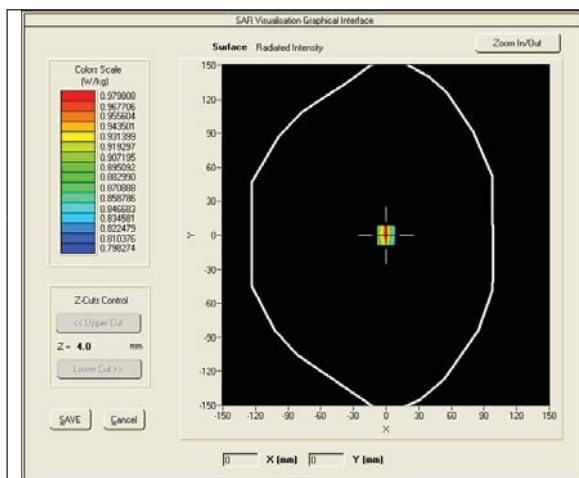 SAR Visualisation Graphical Interface
Surface Radiated Intensity
Zoom In/Out
Colors Scale
(W/kg)
0.979808
0.967706
0.955604
0.943501
0.931399
0.919297
0.907195
0.895092
0.882990
0.870888
0.858786
0.846683
0.834581
0.822479
0.810376
0.798274
Z-Cuts Control
<< Upper Cut
Z = 4.0 mm
Lower Cut >>
SAVE
Cancel
150
120
90
60
30
0
-30
-60
-90
-120
-150
Y
-150 -120 -90 -60 -30 0 30 60 90 120 150
X
0 X (mm) 0 Y (mm)